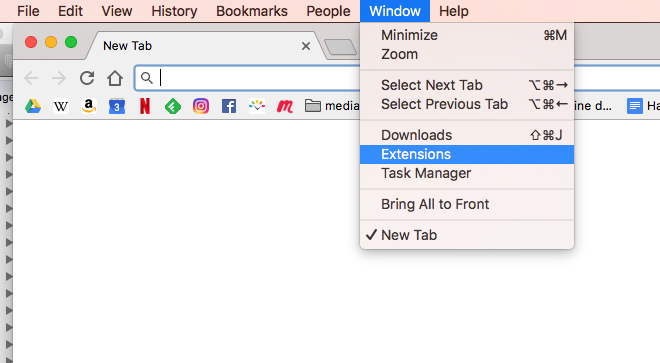 File Edit View History Bookmarks People Window Help
New Tab
Minimize ⌘M
Zoom
Select Next Tab ⌥⌘→
Select Previous Tab ⌥⌘←
W a 3 N f m media ine d... Ha
Downloads ⇧⌘J
Extensions
Task Manager
Bring All to Front
✓ New Tab